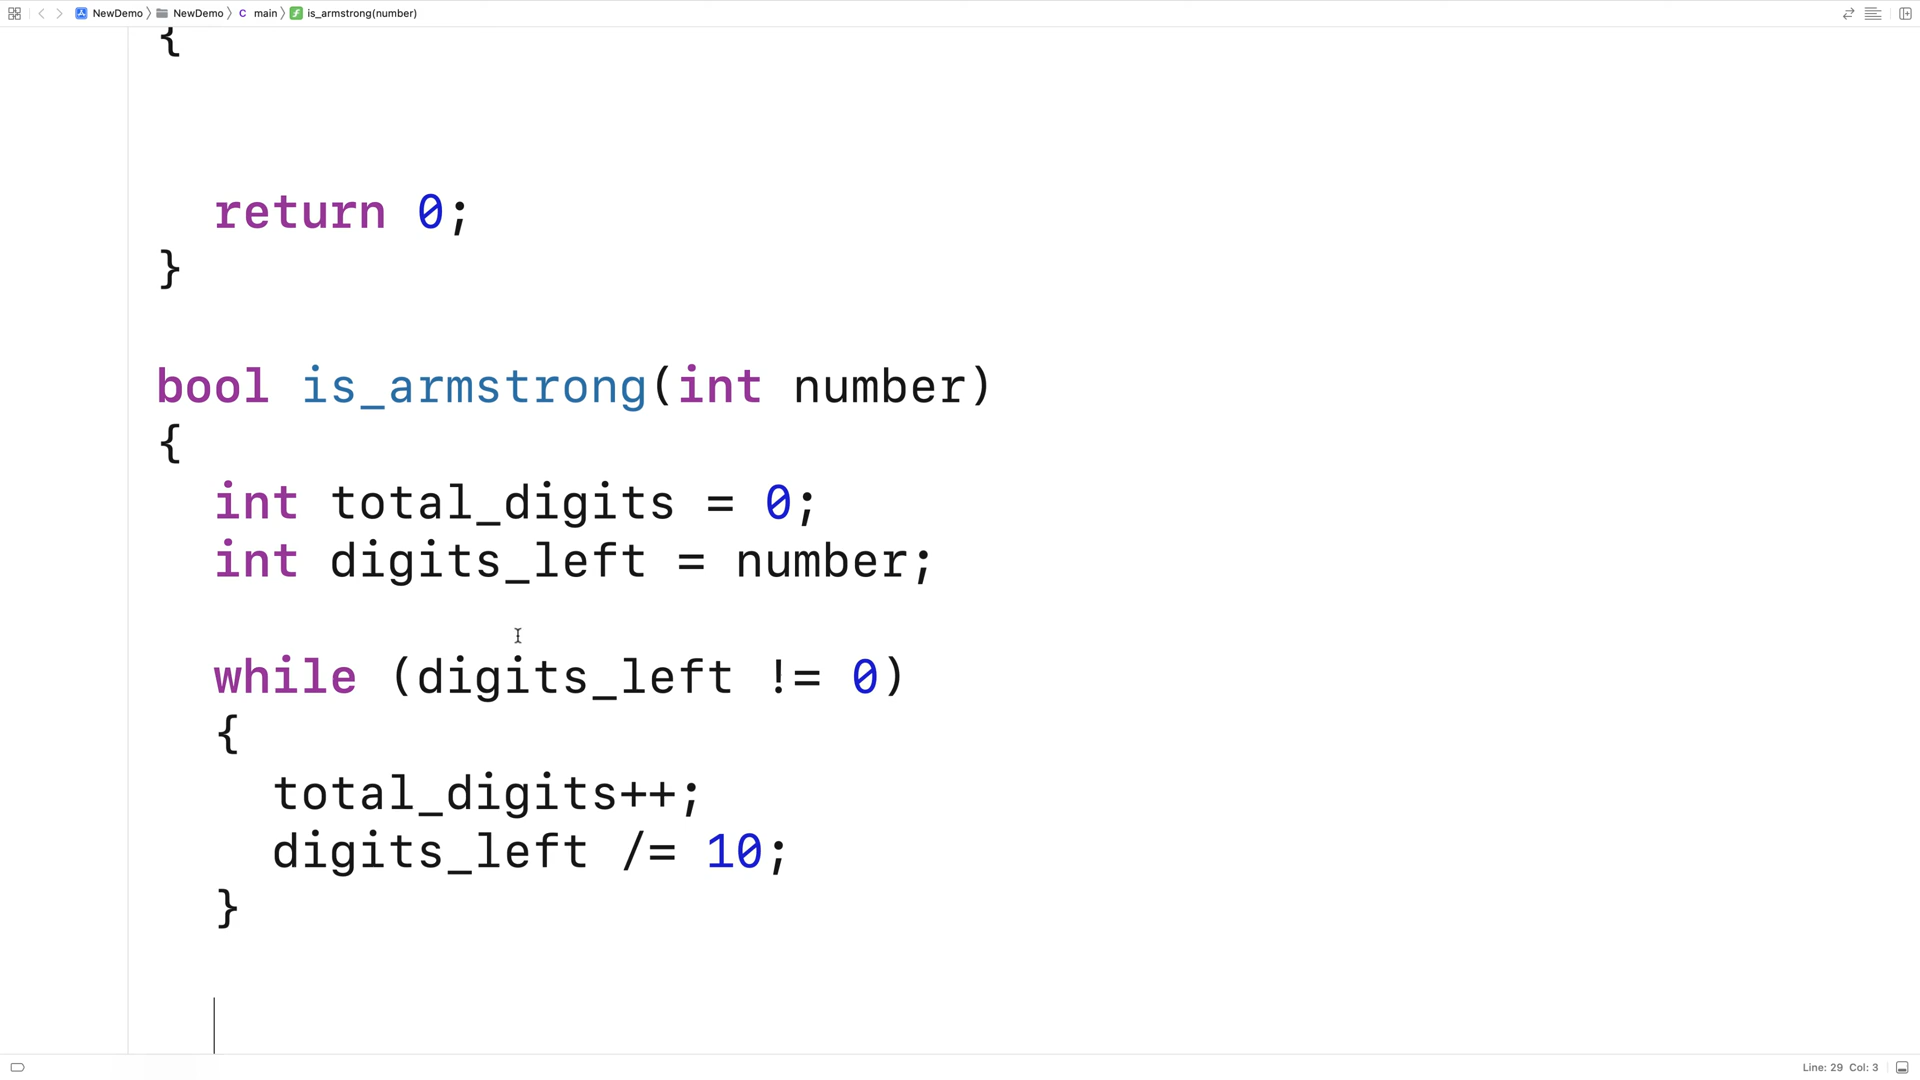 NewDemo 〉 NewDemo 〉 C main 〉 f is_armstrong(number)
{
return 0;
}
bool is_armstrong(int number)
{
int total_digits = 0;
int digits_left = number;
while (digits_left != 0)
{
total_digits++;
digits_left /= 10;
}
Line: 29 Col: 3